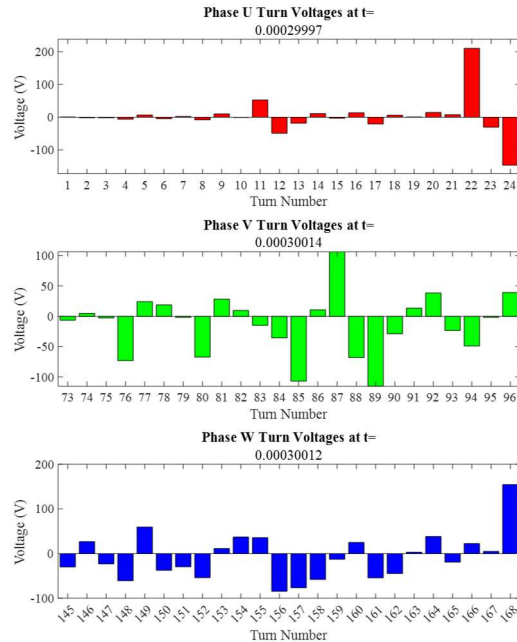 Phase U Turn Voltages at t=
0.00029997
200
100
0
-100
Voltage (V)
1 2 3 4 5 6 7 8 9 10 11 12 13 14 15 16 17 18 19 20 21 22 23 24
Turn Number
Phase V Turn Voltages at t=
0.00030014
100
50
0
-50
-100
Voltage (V)
73 74 75 76 77 78 79 80 81 82 83 84 85 86 87 88 89 90 91 92 93 94 95 96
Turn Number
Phase W Turn Voltages at t=
0.00030012
200
100
0
-100
Voltage (V)
145 146 147 148 149 150 151 152 153 154 155 156 157 158 159 160 161 162 163 164 165 166 167 168
Turn Number